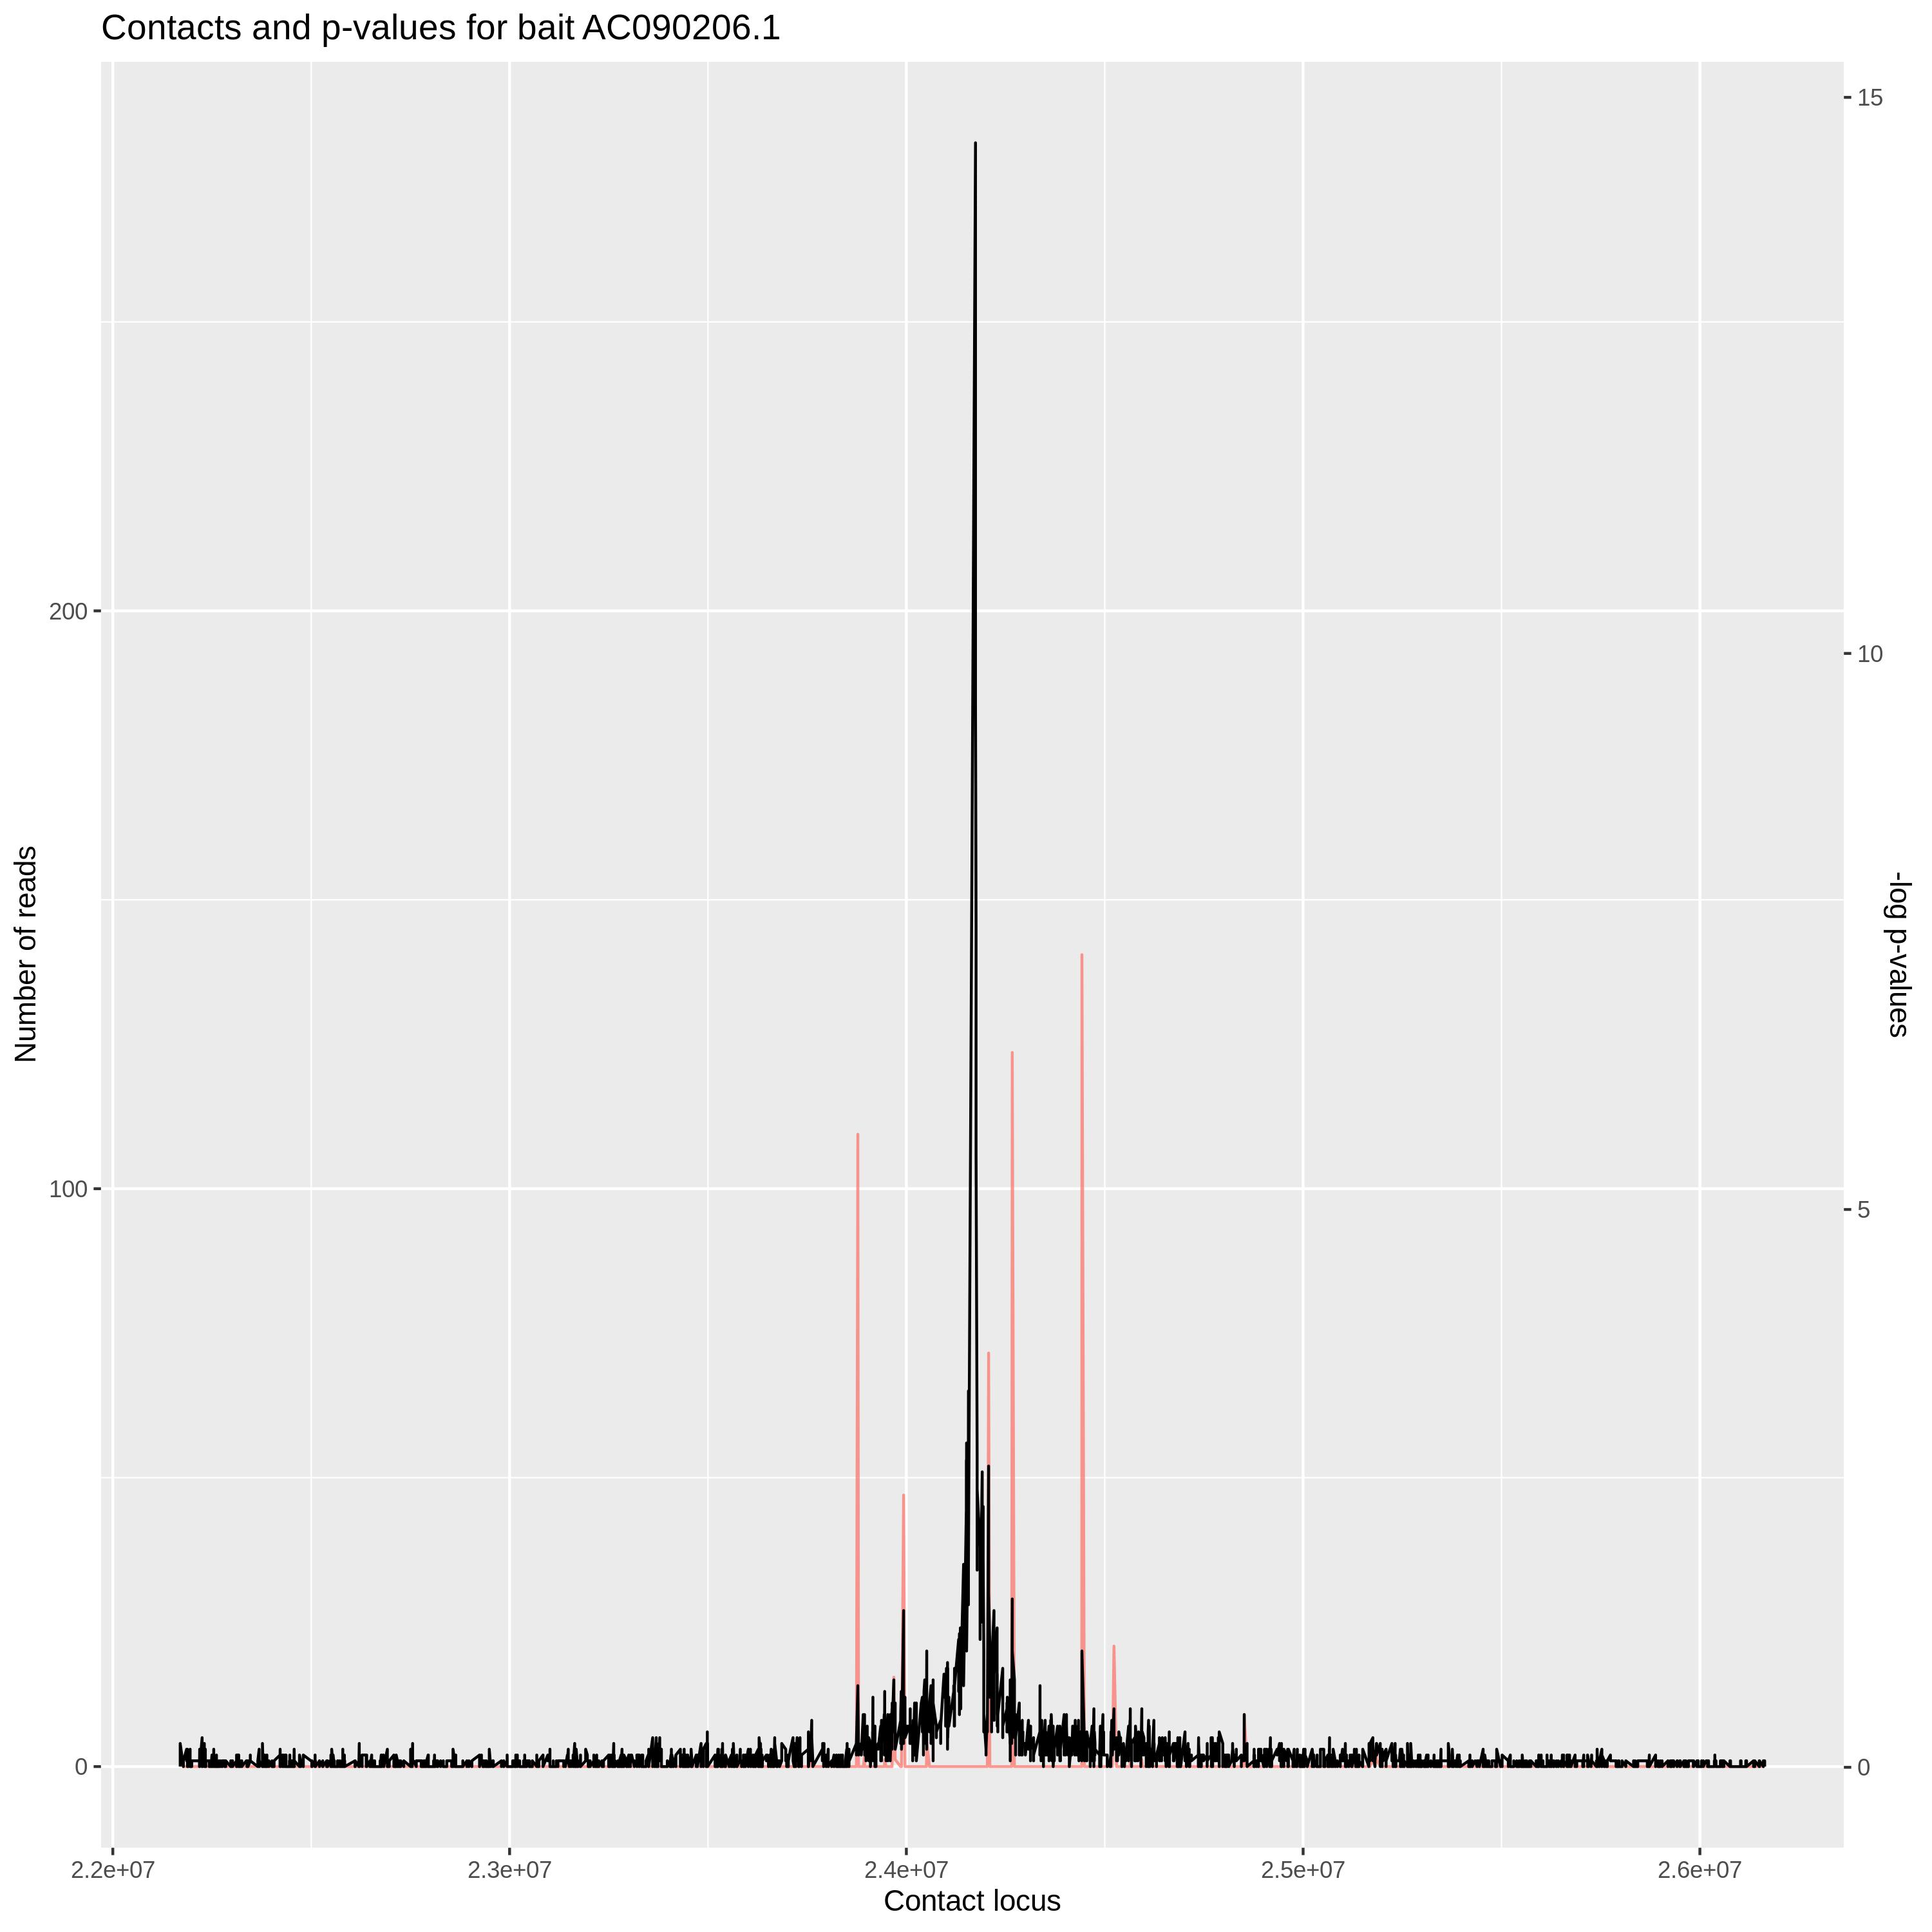 Contacts and p-values for bait AC090206.1
Number of reads
200
100
0
15
10
5
0
-log p-values
2.2e+07 2.3e+07 2.4e+07 2.5e+07 2.6e+07
Contact locus